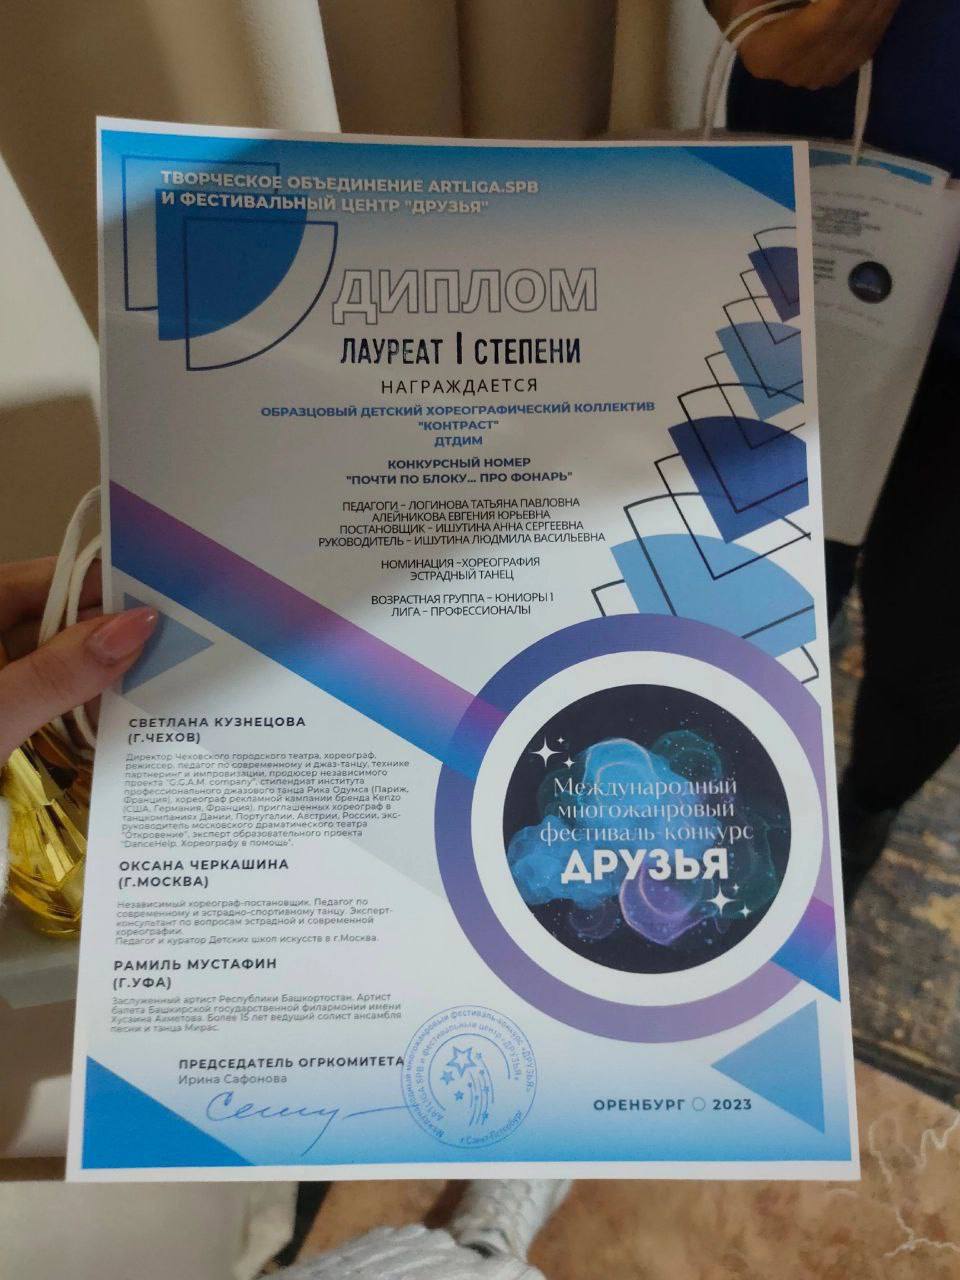 ТВОРЧЕСКОЕ ОБЪЕДИНЕНИЕ ARTLIGA.SPB
И ФЕСТИВАЛЬНЫЙ ЦЕНТР "ДРУЗЬЯ"
ДИПЛОМ
ЛАУРЕАТ I СТЕПЕНИ
НАГРАЖДАЕТСЯ
ОБРАЗЦОВЫЙ ДЕТСКИЙ ХОРЕОГРАФИЧЕСКИЙ КОЛЛЕКТИВ
"КОНТРАСТ"
ДТДИМ
КОНКУРСНЫЙ НОМЕР
"ПОЧТИ ПО БЛОКУ... ПРО ФОНАРЬ"
ПЕДАГОГИ – ЛОГИНОВА ТАТЬЯНА ПАВЛОВНА
АЛЕЙНИКОВА ЕВГЕНИЯ ЮРЬЕВНА
ПОСТАНОВЩИК – ИШУТИНА АННА СЕРГЕЕВНА
РУКОВОДИТЕЛЬ – ИШУТИНА ЛЮДМИЛА ВАСИЛЬЕВНА
НОМИНАЦИЯ –ХОРЕОГРАФИЯ
ЭСТРАДНЫЙ ТАНЕЦ
ВОЗРАСТНАЯ ГРУППА – ЮНИОРЫ 1
ЛИГА – ПРОФЕССИОНАЛЫ
СВЕТЛАНА КУЗНЕЦОВА
(Г.ЧЕХОВ)
Директор Чеховского городского театра, хореограф,
режиссер, педагог по современному и джаз-танцу, технике
партнеринг и импровизации, продюсер независимого
проекта "G.G.A.M. company", стипендиат института
профессионального джазового танца Рика Одумса (Париж,
Франция), хореограф рекламной кампании бренда Kenzo
(США, Германия, Франция), приглашенных хореограф в
танцкомпаниях Дании, Португалии, Австрии, России, экс-
руководитель московского драматического театра
"Откровение", эксперт образовательного проекта
"DanceHelp. Хореографу в помощь".
ОКСАНА ЧЕРКАШИНА
(Г.МОСКВА)
Независимый хореограф-постановщик. Педагог по
современному и эстрадно-спортивному танцу. Эксперт-
консультант по вопросам эстрадной и современной
хореографии.
Педагог и куратор Детских школ искусств в г.Москва.
РАМИЛЬ МУСТАФИН
(Г.УФА)
Заслуженный артист Республики Башкортостан. Артист
балета Башкирской государственной филармонии имени
Хусаина Ахметова. Более 15 лет ведущий солист ансамбля
песни и танца Мирас.
Международный
многожанровый
фестиваль-конкурс
ДРУЗЬЯ
ПРЕДСЕДАТЕЛЬ ОГРКОМИТЕТА
Ирина Сафонова
Международный многожанровый фестиваль-конкурс «ДРУЗЬЯ»
ARTLIGA.SPB и фестивальный центр «ДРУЗЬЯ»
г.Санкт-Петербург
ОРЕНБУРГ 2023